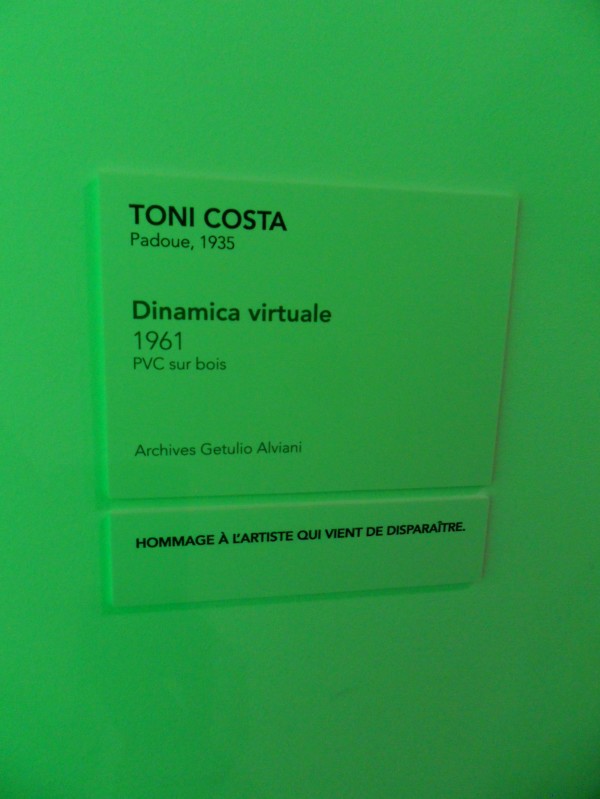 TONI COSTA
Padoue, 1935
Dinamica virtuale
1961
PVC sur bois
Archives Getulio Alviani
HOMMAGE À L'ARTISTE QUI VIENT DE DISPARAÎTRE.